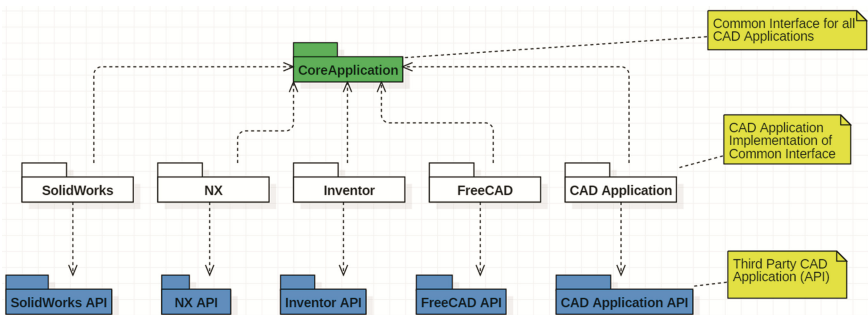 Common Interface for all
CAD Applications
CoreApplication
CAD Application
Implementation of
Common Interface
SolidWorks
NX
Inventor
FreeCAD
CAD Application
Third Party CAD
Application (API)
SolidWorks API
NX API
Inventor API
FreeCAD API
CAD Application API